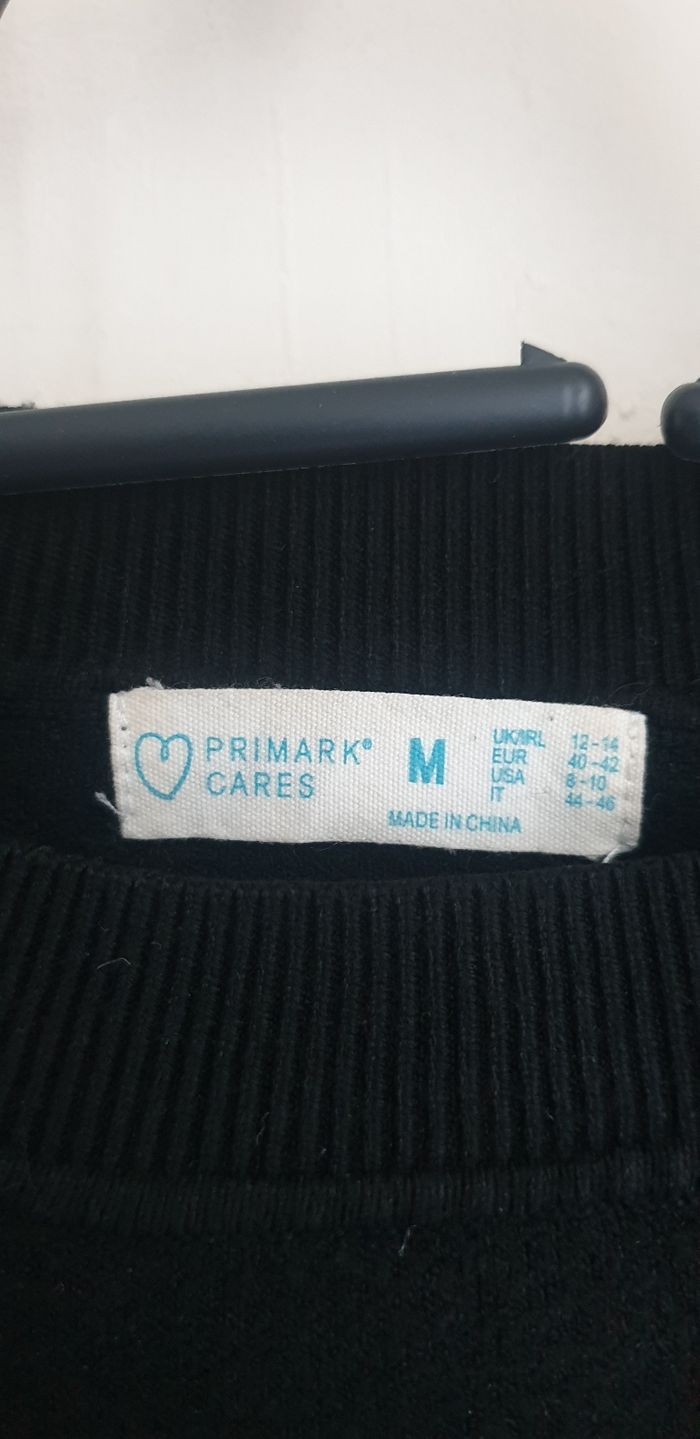 PRIMARK®
CARES
M
UK/IRL 12-14
EUR 40-42
USA 8-10
IT 44-46
MADE IN CHINA